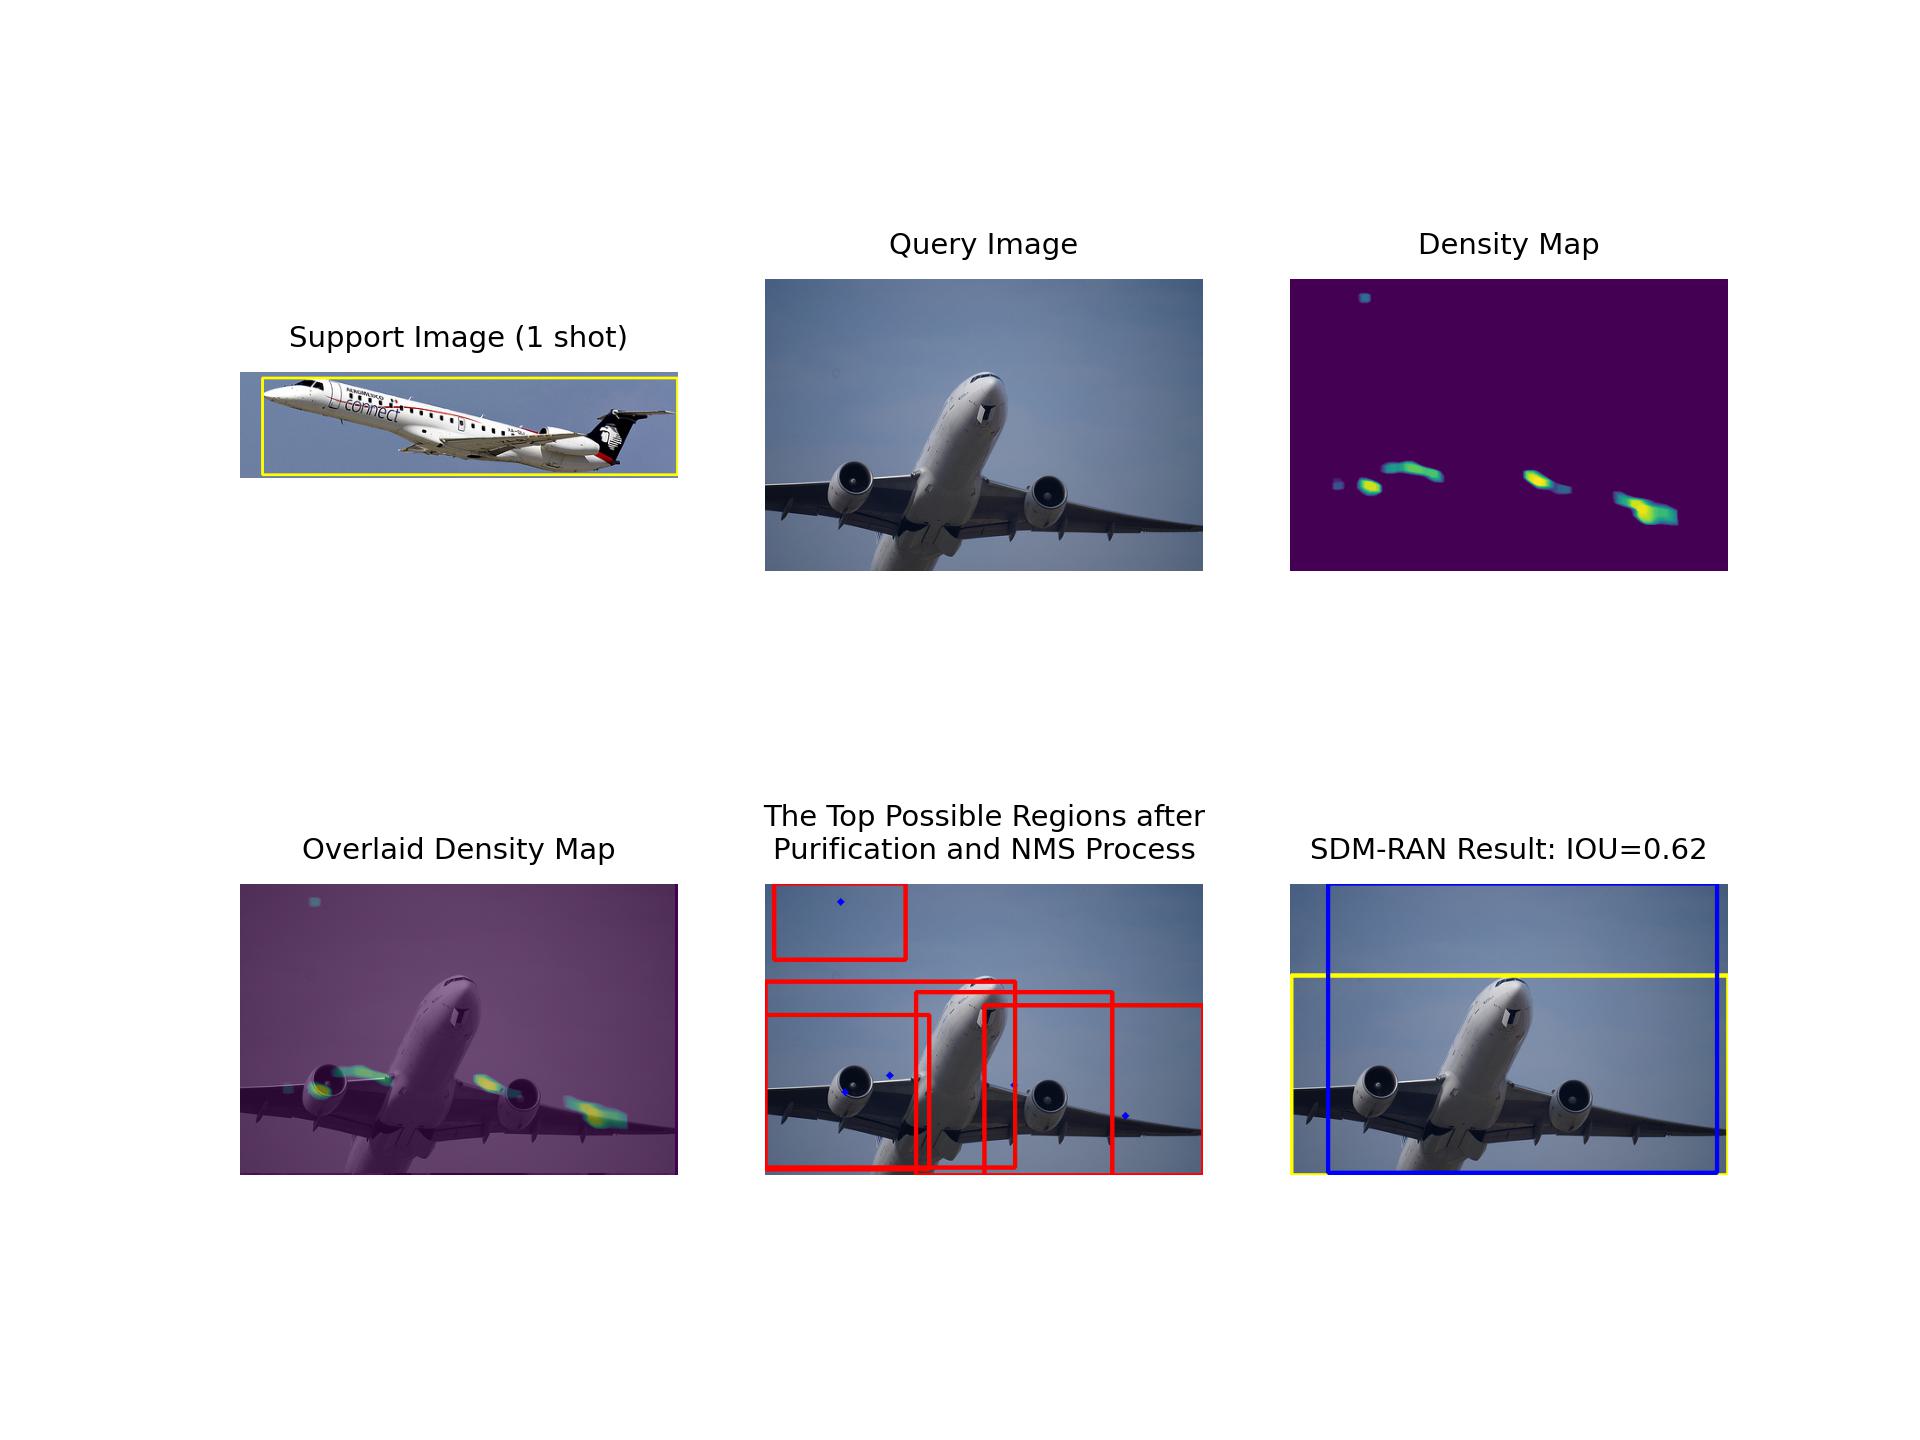 Query Image
Density Map
Support Image (1 shot)
AEROMEXICO
connect
Overlaid Density Map
The Top Possible Regions after
Purification and NMS Process
SDM-RAN Result: IOU=0.62